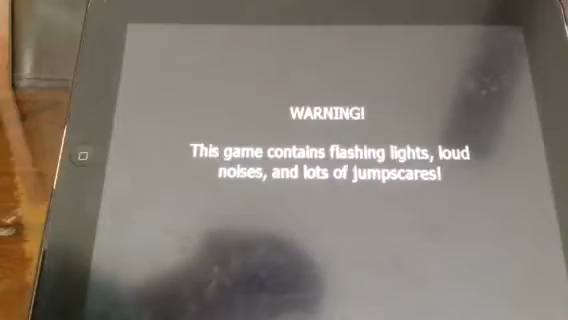 WARNING!
This game contains flashing lights, loud
noises, and lots of jumpscares!